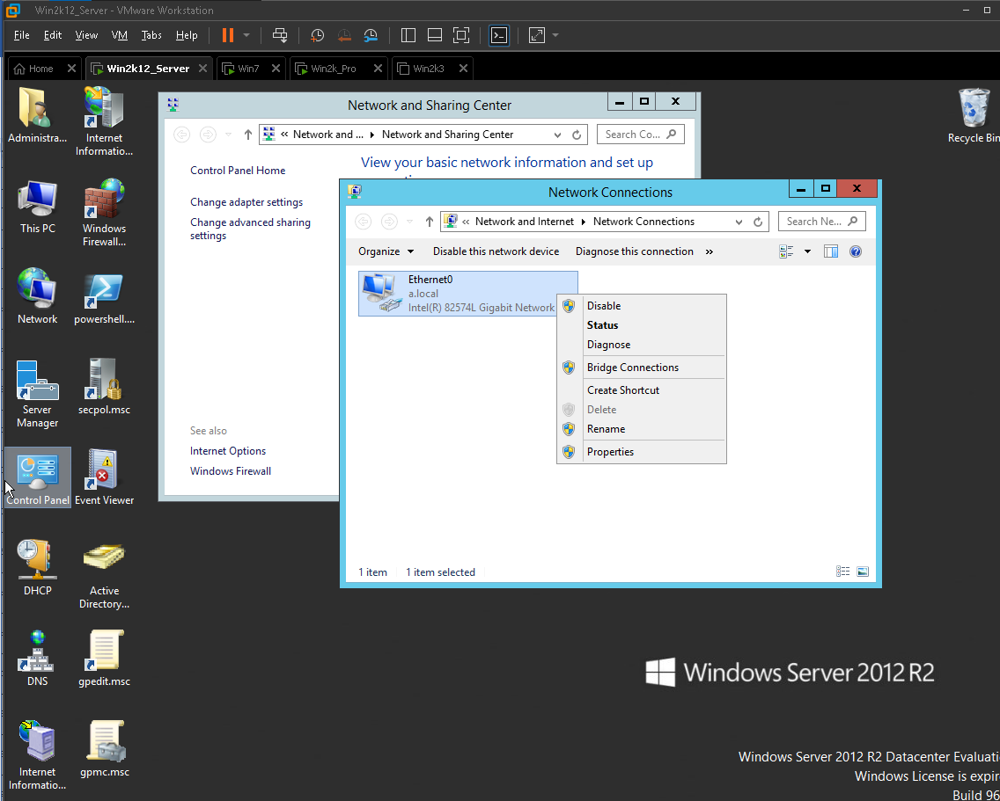 Win2k12_Server - VMware Workstation
File Edit View VM Tabs Help
Home Win2k12_Server Win7 Win2k_Pro Win2k3
Administra...
Internet
Informatio...
This PC
Windows
Firewall...
Network
powershell....
Server
Manager
secpol.msc
Control Panel
Event Viewer
DHCP
Active
Directory...
DNS
gpedit.msc
Internet
Informatio...
gpmc.msc
Recycle Bin
Network and Sharing Center
« Network and ... Network and Sharing Center
Search Co...
Control Panel Home
Change adapter settings
Change advanced sharing
settings
See also
Internet Options
Windows Firewall
View your basic network information and set up
Network Connections
« Network and Internet Network Connections
Search Ne...
Organize Disable this network device Diagnose this connection »
Ethernet0
a.local
Intel(R) 82574L Gigabit Network
Disable
Status
Diagnose
Bridge Connections
Create Shortcut
Delete
Rename
Properties
1 item 1 item selected
Windows Server 2012 R2
Windows Server 2012 R2 Datacenter Evaluati
Windows License is expire
Build 96